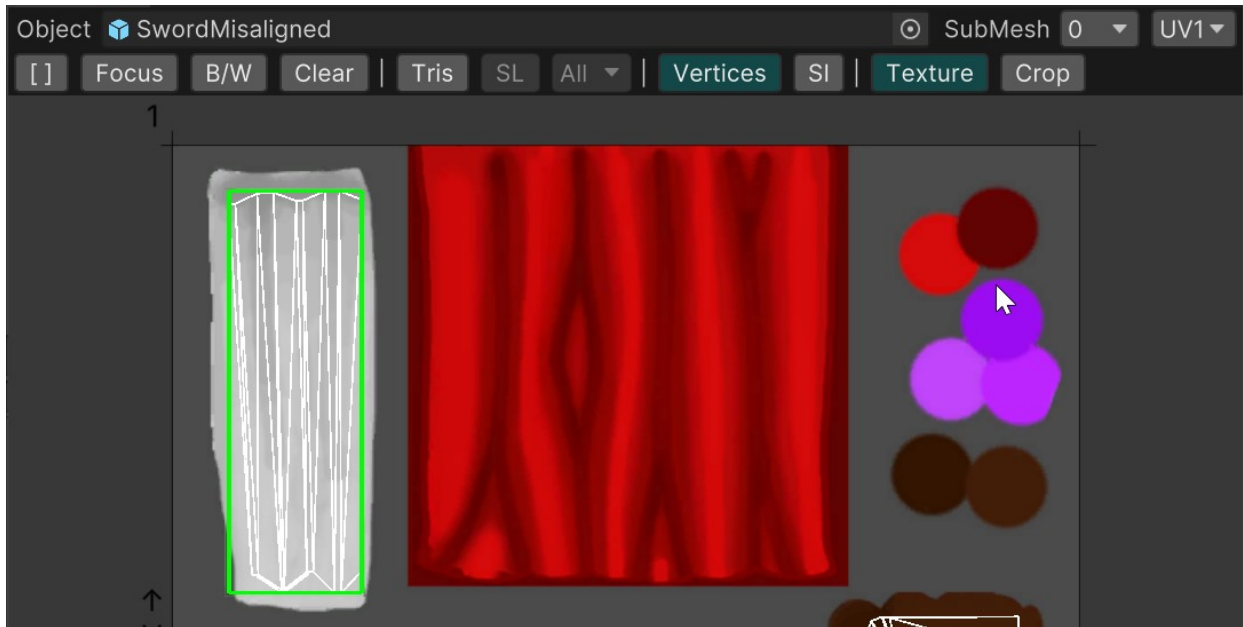 Object SwordMisaligned SubMesh 0 UV1
[ ] Focus B/W Clear | Tris SL All | Vertices SI | Texture Crop
1